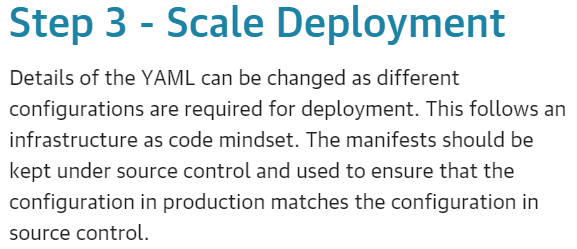 Step 3 - Scale Deployment
Details of the YAML can be changed as different
configurations are required for deployment. This follows an
infrastructure as code mindset. The manifests should be
kept under source control and used to ensure that the
configuration in production matches the configuration in
source control.